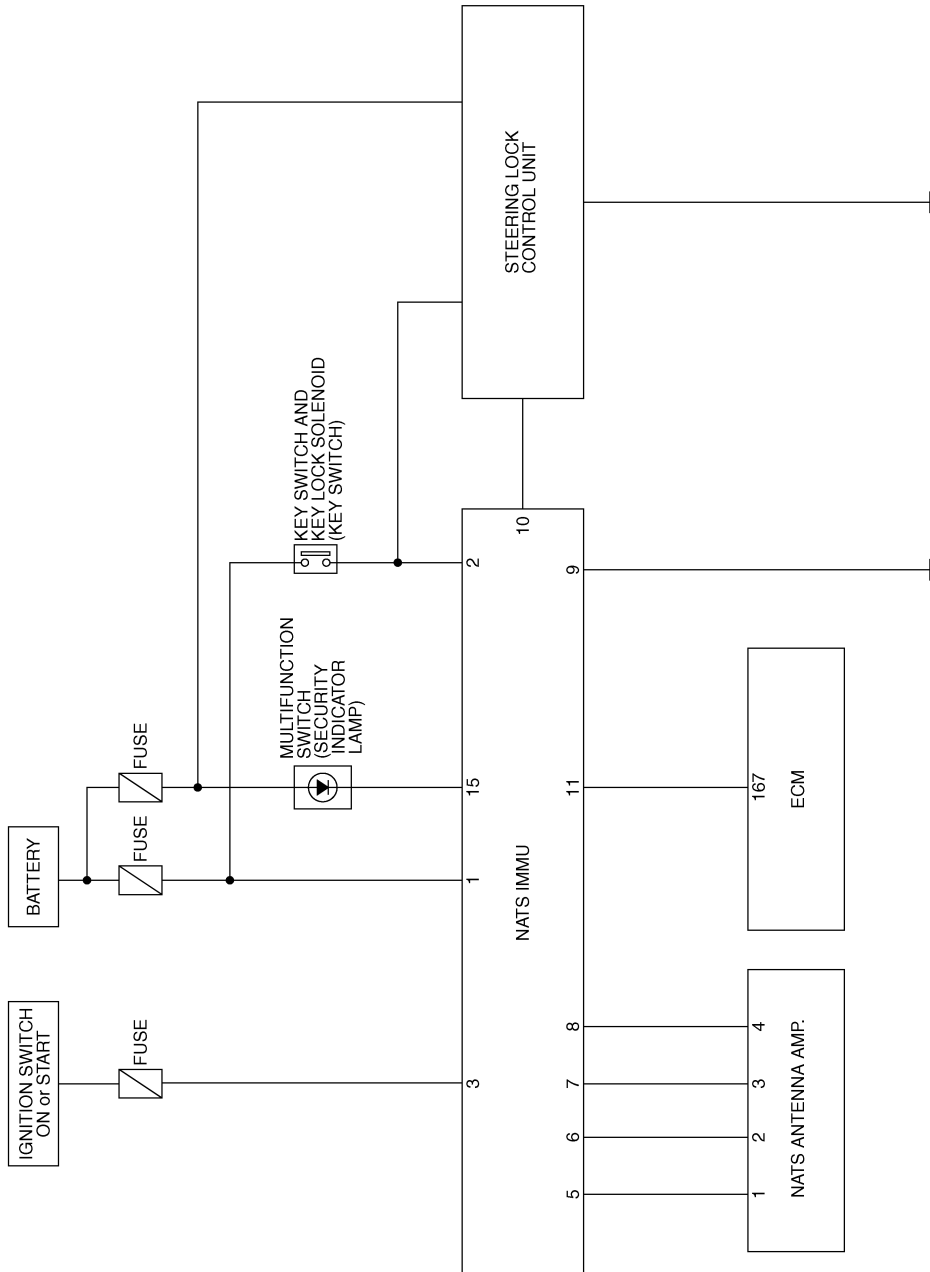 BATTERY
FUSE
FUSE
IGNITION SWITCH
ON or START
FUSE
MULTIFUNCTION
SWITCH
(SECURITY
INDICATOR
LAMP)
KEY SWITCH AND
KEY LOCK SOLENOID
(KEY SWITCH)
STEERING LOCK
CONTROL UNIT
3
1
15
2
10
NATS IMMU
5
6
7
8
11
9
1
2
3
4
NATS ANTENNA AMP.
167
ECM